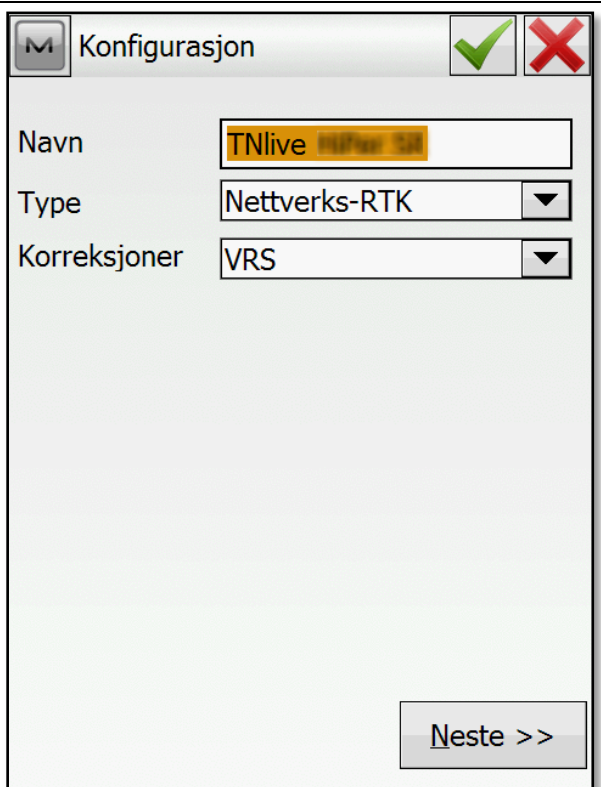 Konfigurasjon
Navn TNlive
Type Nettverks-RTK
Korreksjoner VRS
Neste >>